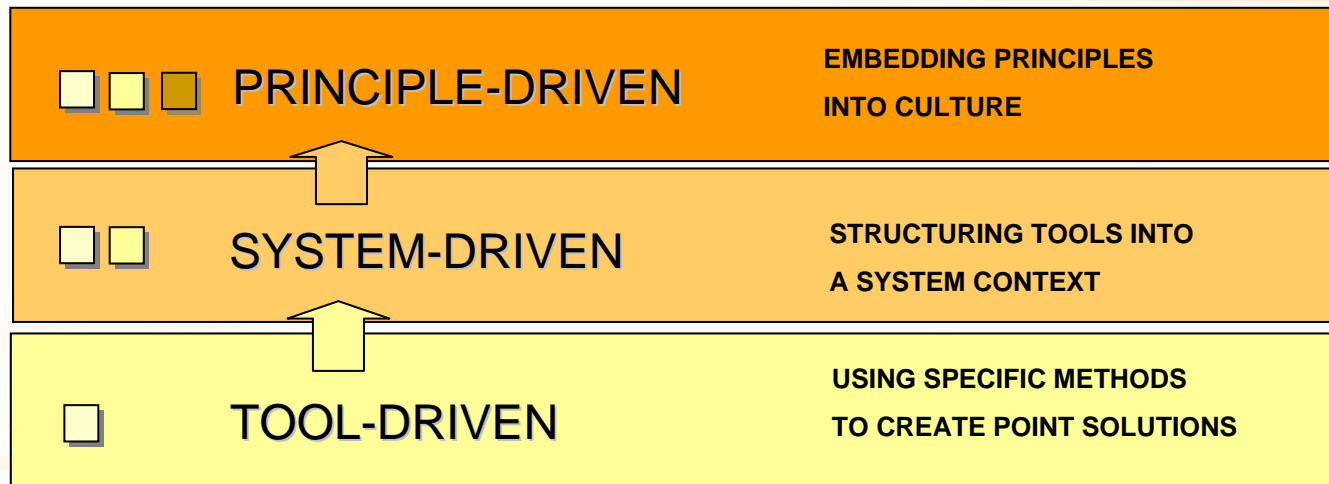 PRINCIPLE-DRIVEN
EMBEDDING PRINCIPLES
INTO CULTURE
SYSTEM-DRIVEN
STRUCTURING TOOLS INTO
A SYSTEM CONTEXT
TOOL-DRIVEN
USING SPECIFIC METHODS
TO CREATE POINT SOLUTIONS